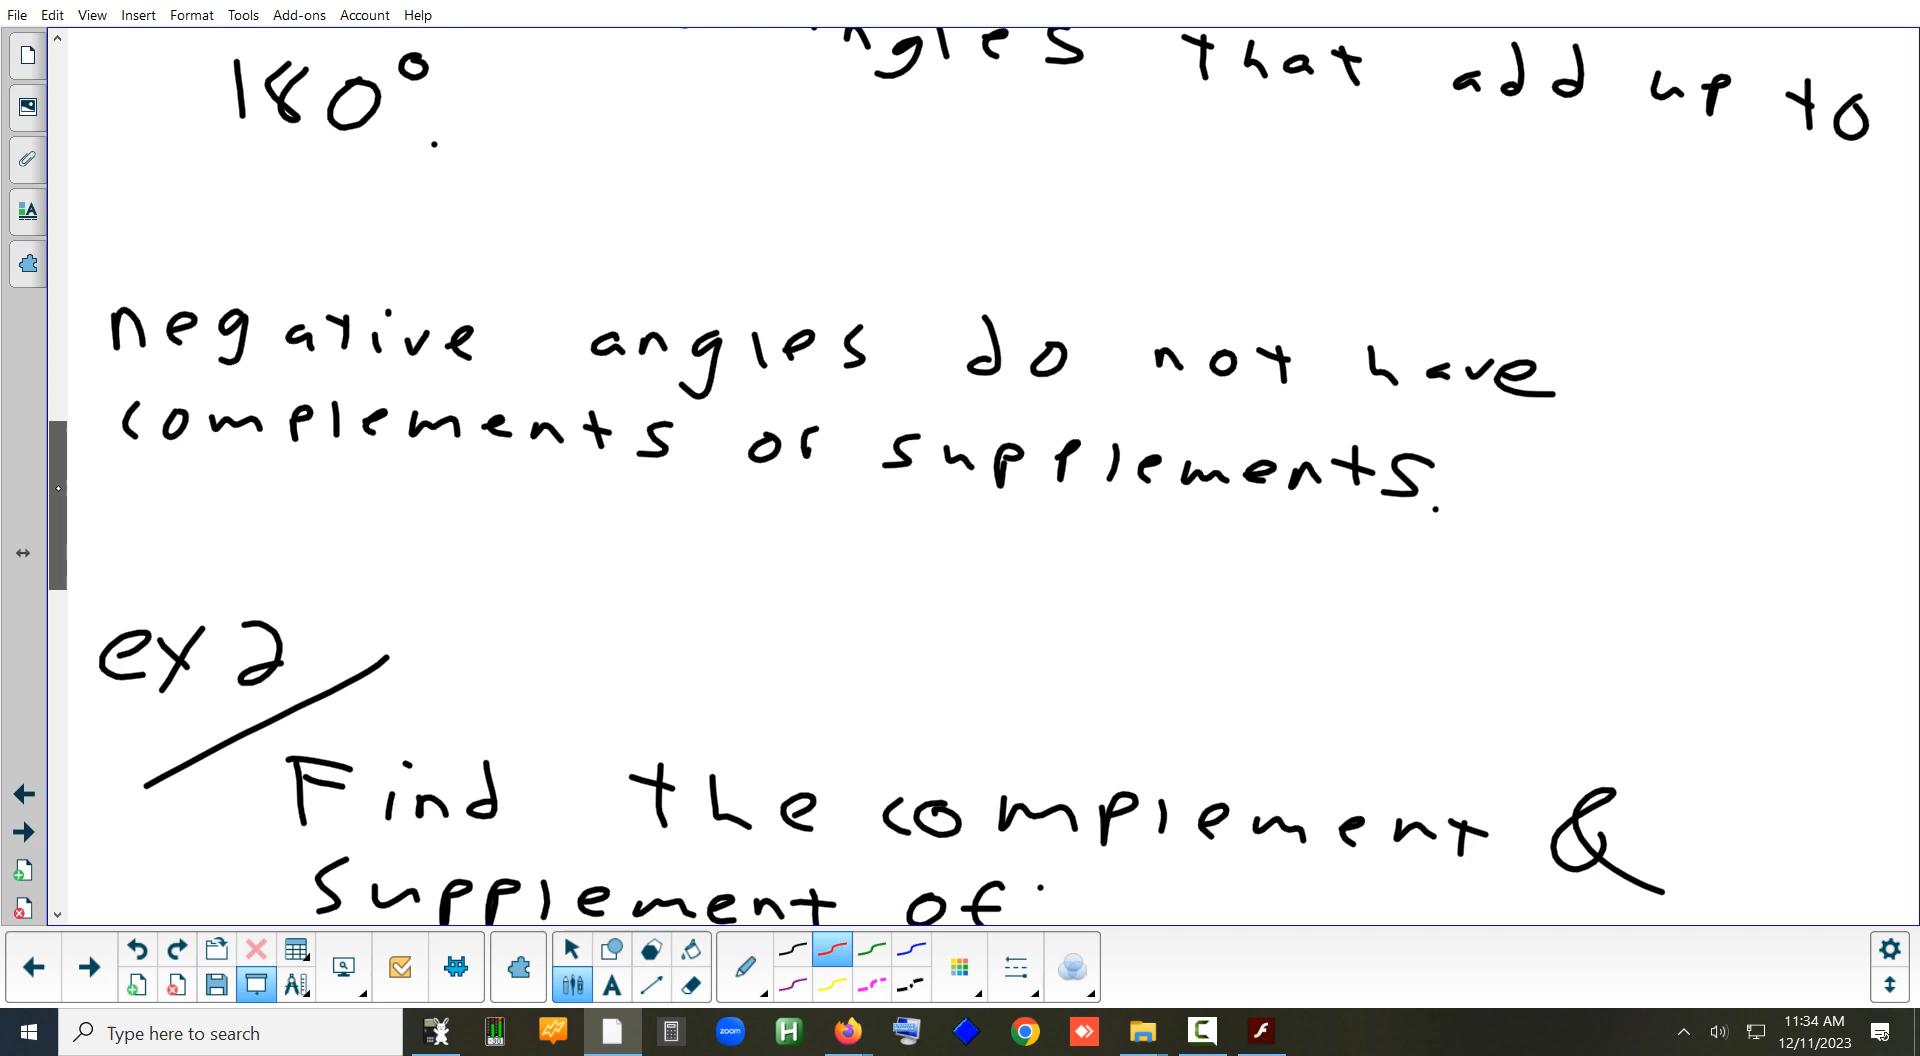 File Edit View Insert Format Tools Add-ons Account Help
ngles that add up to
180°.
negative angles do not have
complements or supplements.
ex 2
Find the complement &
supplement of:
Type here to search
zoom
H
11:34 AM
12/11/2023